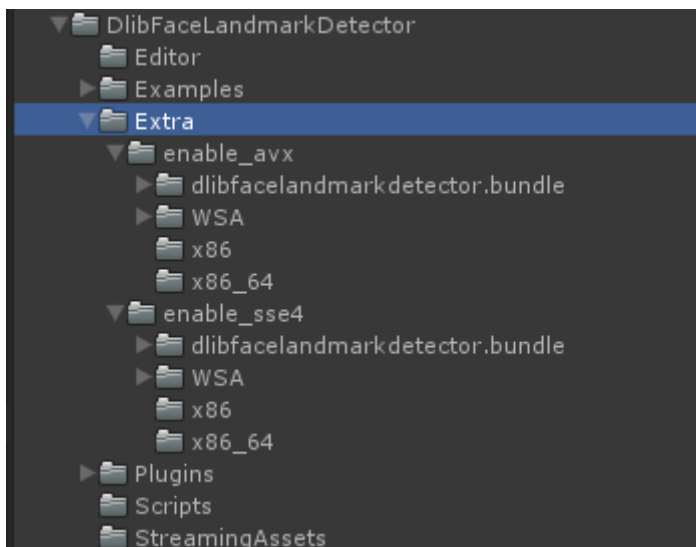 DlibFaceLandmarkDetector
Editor
Examples
Extra
enable_avx
dlibfacelandmarkdetector.bundle
WSA
x86
x86_64
enable_sse4
dlibfacelandmarkdetector.bundle
WSA
x86
x86_64
Plugins
Scripts
StreamingAssets